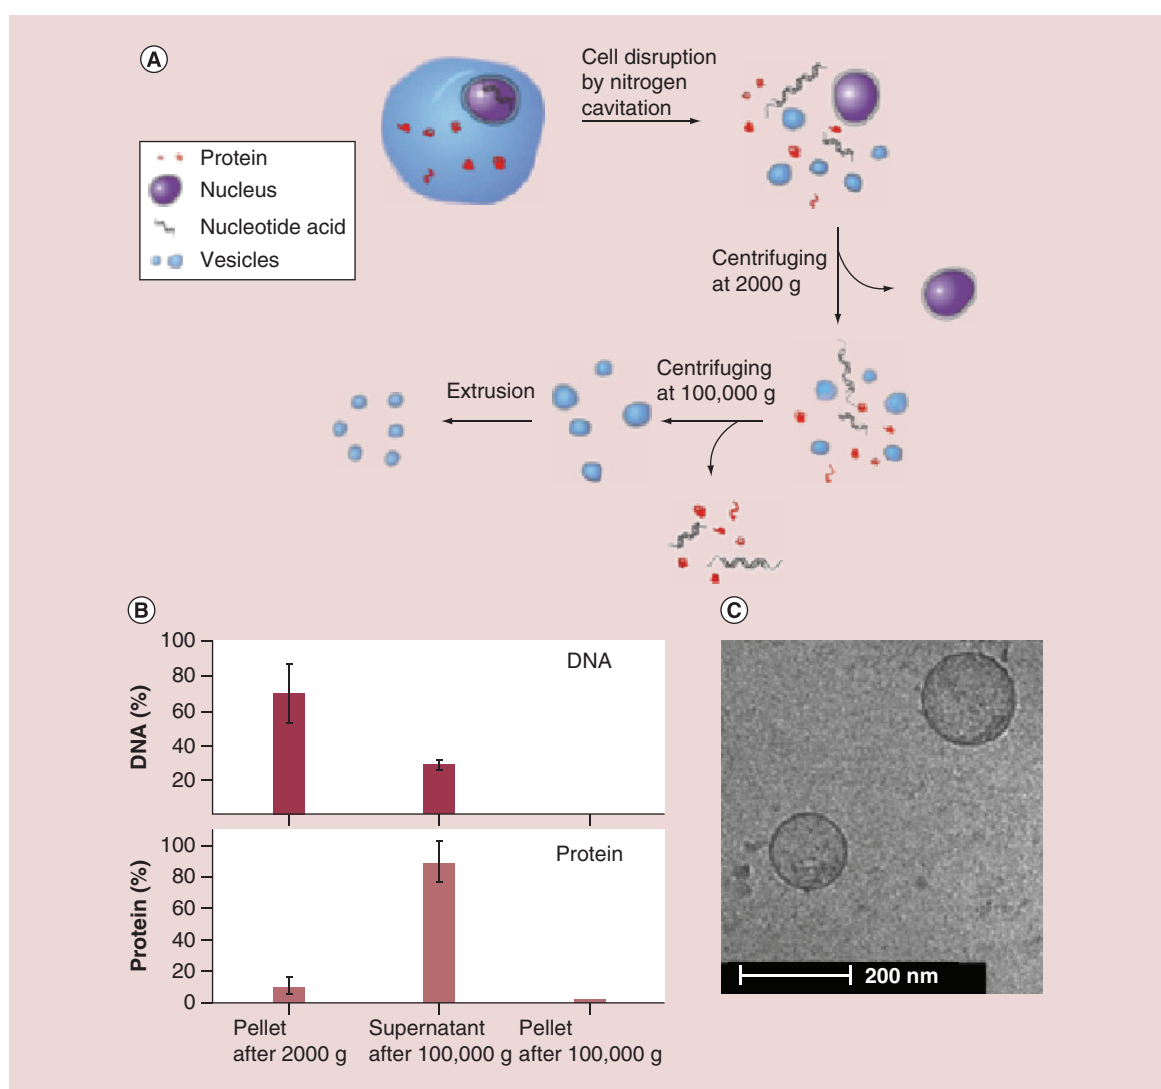 A
Cell disruption
by nitrogen
cavitation
Protein
Nucleus
Nucleotide acid
Vesicles
Centrifuging
at 2000 g
Centrifuging
at 100,000 g
Extrusion
B
100
80
60
40
20
DNA (%)
DNA
100
80
60
40
20
0
Protein (%)
Protein
Pellet
after 2000 g
Supernatant
after 100,000 g
Pellet
after 100,000 g
C
200 nm